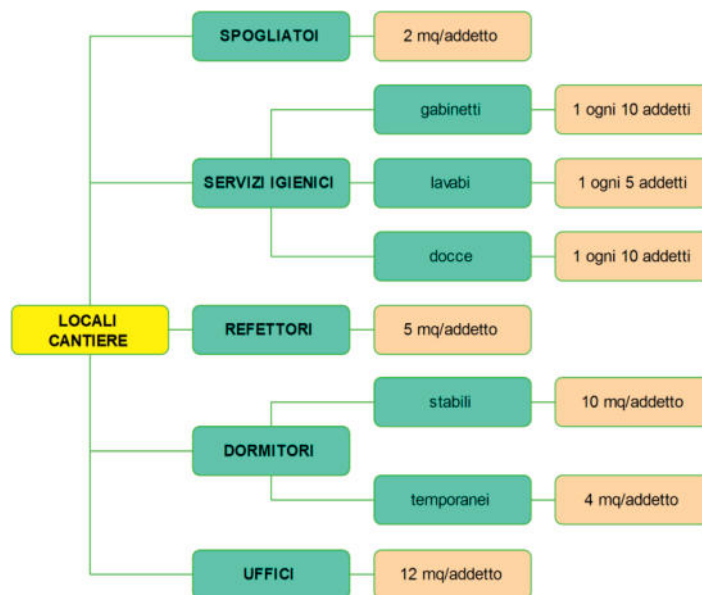 SPOGLIATOI
2 mq/addetto
gabinetti
1 ogni 10 addetti
SERVIZI IGIENICI
lavabi
1 ogni 5 addetti
docce
1 ogni 10 addetti
LOCALI
CANTIERE
REFETTORI
5 mq/addetto
stabili
10 mq/addetto
DORMITORI
temporanei
4 mq/addetto
UFFICI
12 mq/addetto